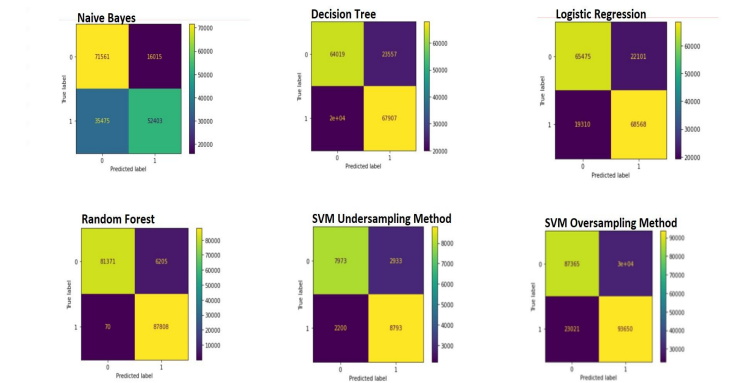 Naive Bayes
0 71561 16015
1 35475 52403
True label
0 1
Predicted label
70000
60000
50000
40000
30000
20000
Decision Tree
0 64019 23557
1 2e+04 67907
True label
0 1
Predicted label
60000
50000
40000
30000
20000
Logistic Regression
0 65475 22101
1 19310 68568
True label
0 1
Predicted label
60000
50000
40000
30000
20000
Random Forest
0 81371 6205
1 70 87808
True label
0 1
Predicted label
80000
70000
60000
50000
40000
30000
20000
10000
SVM Undersampling Method
0 7973 2933
1 2200 8793
True label
0 1
Predicted label
8000
7000
6000
5000
4000
3000
SVM Oversampling Method
0 87365 3e+04
1 23021 93650
True label
0 1
Predicted label
90000
80000
70000
60000
50000
40000
30000